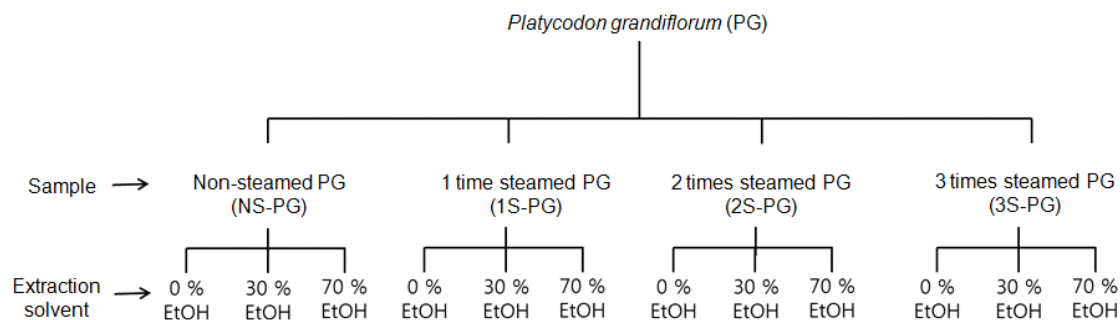 Platycodon grandiflorum (PG)
Sample
Non-steamed PG
(NS-PG)
1 time steamed PG
(1S-PG)
2 times steamed PG
(2S-PG)
3 times steamed PG
(3S-PG)
Extraction
solvent
0 %
EtOH
30 %
EtOH
70 %
EtOH
0 %
EtOH
30 %
EtOH
70 %
EtOH
0 %
EtOH
30 %
EtOH
70 %
EtOH
0 %
EtOH
30 %
EtOH
70 %
EtOH